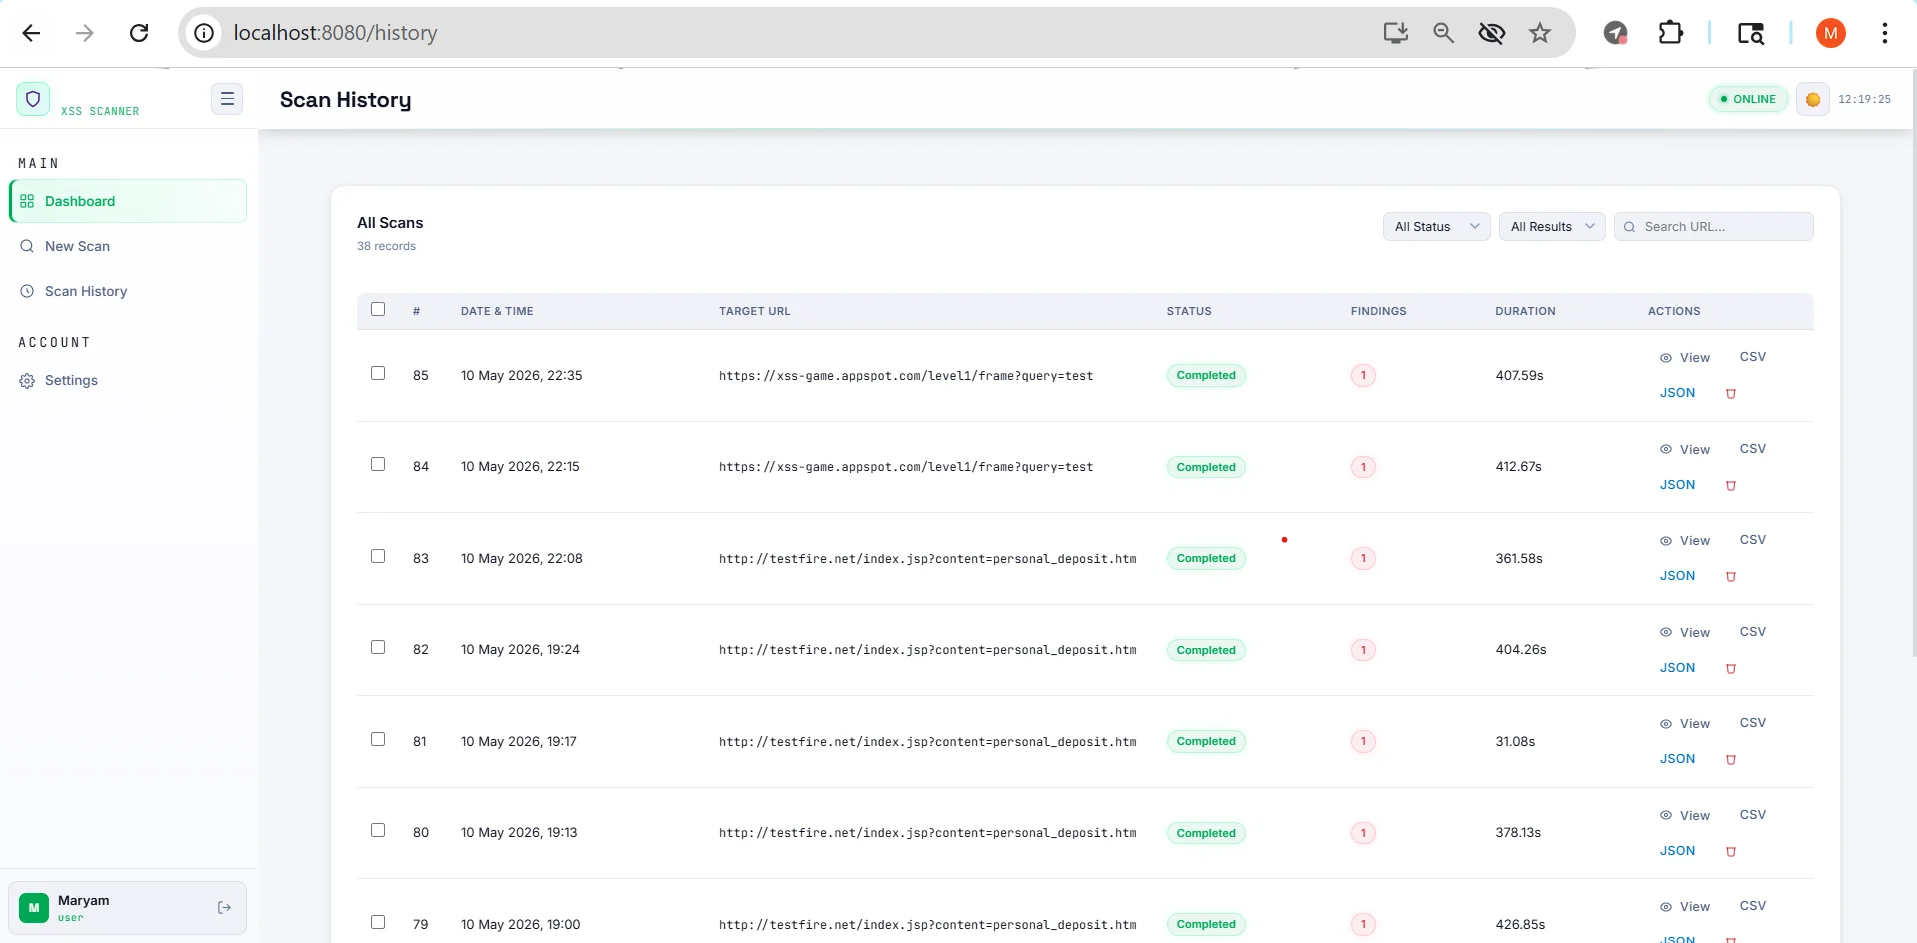 localhost:8080/history
M
XSS SCANNER
Scan History
ONLINE
12:19:25
MAIN
Dashboard
New Scan
Scan History
ACCOUNT
Settings
All Scans
38 records
All Status
All Results
Search URL...
# DATE & TIME TARGET URL STATUS FINDINGS DURATION ACTIONS
85 10 May 2026, 22:35 https://xss-game.appspot.com/level1/frame?query=test Completed 1 407.59s View CSV
JSON
84 10 May 2026, 22:15 https://xss-game.appspot.com/level1/frame?query=test Completed 1 412.67s View CSV
JSON
83 10 May 2026, 22:08 http://testfire.net/index.jsp?content=personal_deposit.htm Completed 1 361.58s View CSV
JSON
82 10 May 2026, 19:24 http://testfire.net/index.jsp?content=personal_deposit.htm Completed 1 404.26s View CSV
JSON
81 10 May 2026, 19:17 http://testfire.net/index.jsp?content=personal_deposit.htm Completed 1 31.08s View CSV
JSON
80 10 May 2026, 19:13 http://testfire.net/index.jsp?content=personal_deposit.htm Completed 1 378.13s View CSV
JSON
79 10 May 2026, 19:00 http://testfire.net/index.jsp?content=personal_deposit.htm Completed 1 426.85s View CSV
JSON
M
Maryam
user